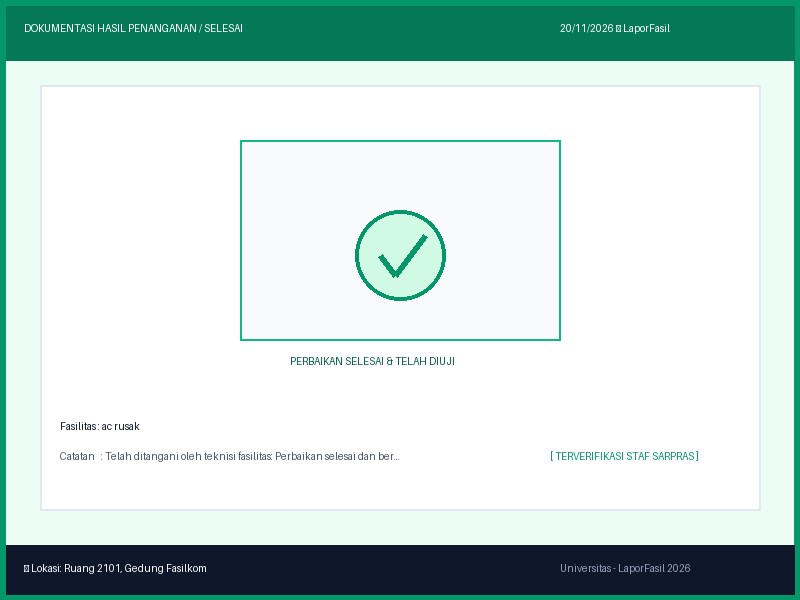 DOKUMENTASI HASIL PENANGANAN / SELESAI
20/11/2026 ☒ LaporFasil
PERBAIKAN SELESAI & TELAH DIUJI
Fasilitas : ac rusak
Catatan : Telah ditangani oleh teknisi fasilitas: Perbaikan selesai dan ber...
[ TERVERIFIKASI STAF SARPRAS ]
☒ Lokasi: Ruang 2101, Gedung Fasilkom
Universitas - LaporFasil 2026